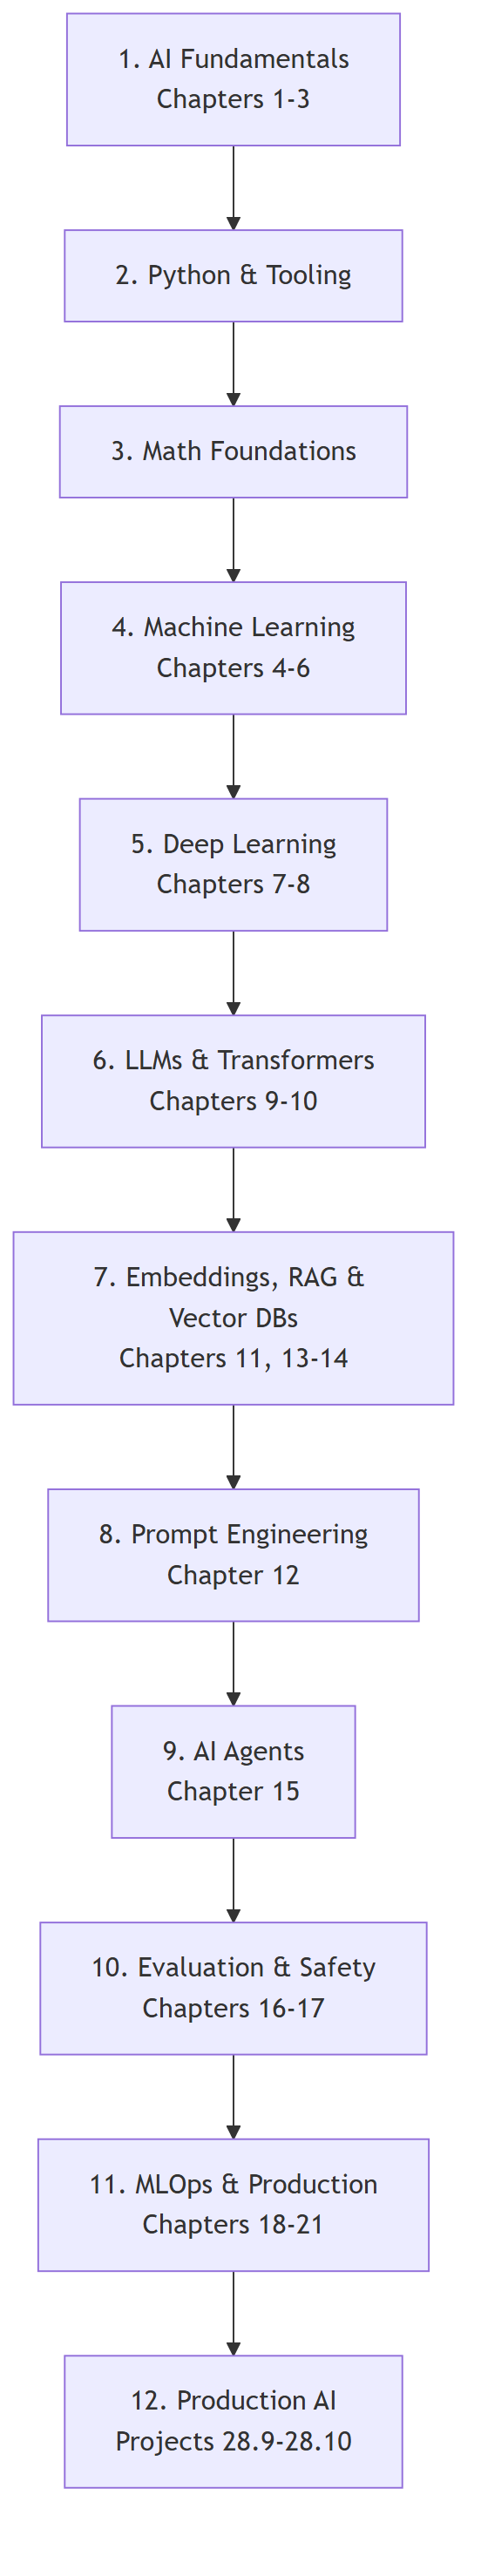 1. AI Fundamentals
Chapters 1-3
2. Python & Tooling
3. Math Foundations
4. Machine Learning
Chapters 4-6
5. Deep Learning
Chapters 7-8
6. LLMs & Transformers
Chapters 9-10
7. Embeddings, RAG &
Vector DBs
Chapters 11, 13-14
8. Prompt Engineering
Chapter 12
9. AI Agents
Chapter 15
10. Evaluation & Safety
Chapters 16-17
11. MLOps & Production
Chapters 18-21
12. Production AI
Projects 28.9-28.10